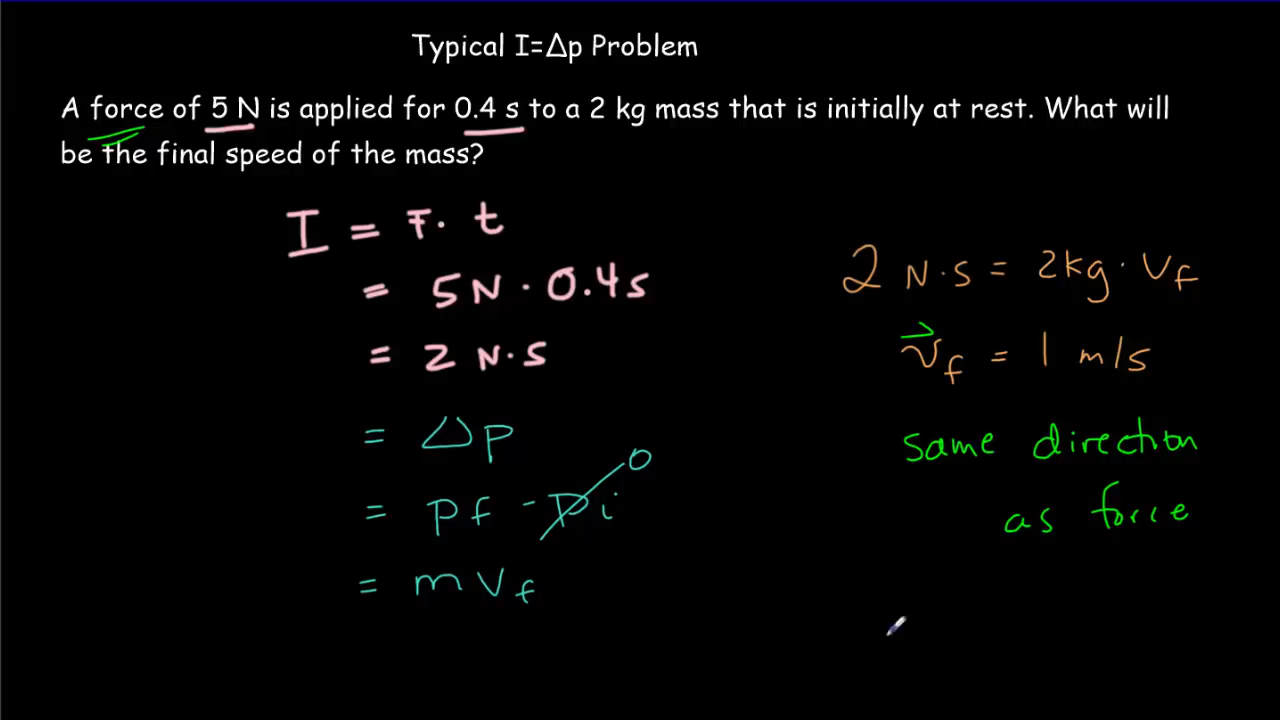 Typical I=Δp Problem
A force of 5 N is applied for 0.4 s to a 2 kg mass that is initially at rest. What will
be the final speed of the mass?
I = F · t
= 5N · 0.4s
= 2 N·s
= Δp
= pf - pi 0
= mvf
2 N·s = 2kg · vf
vf = 1 m/s
same direction
as force